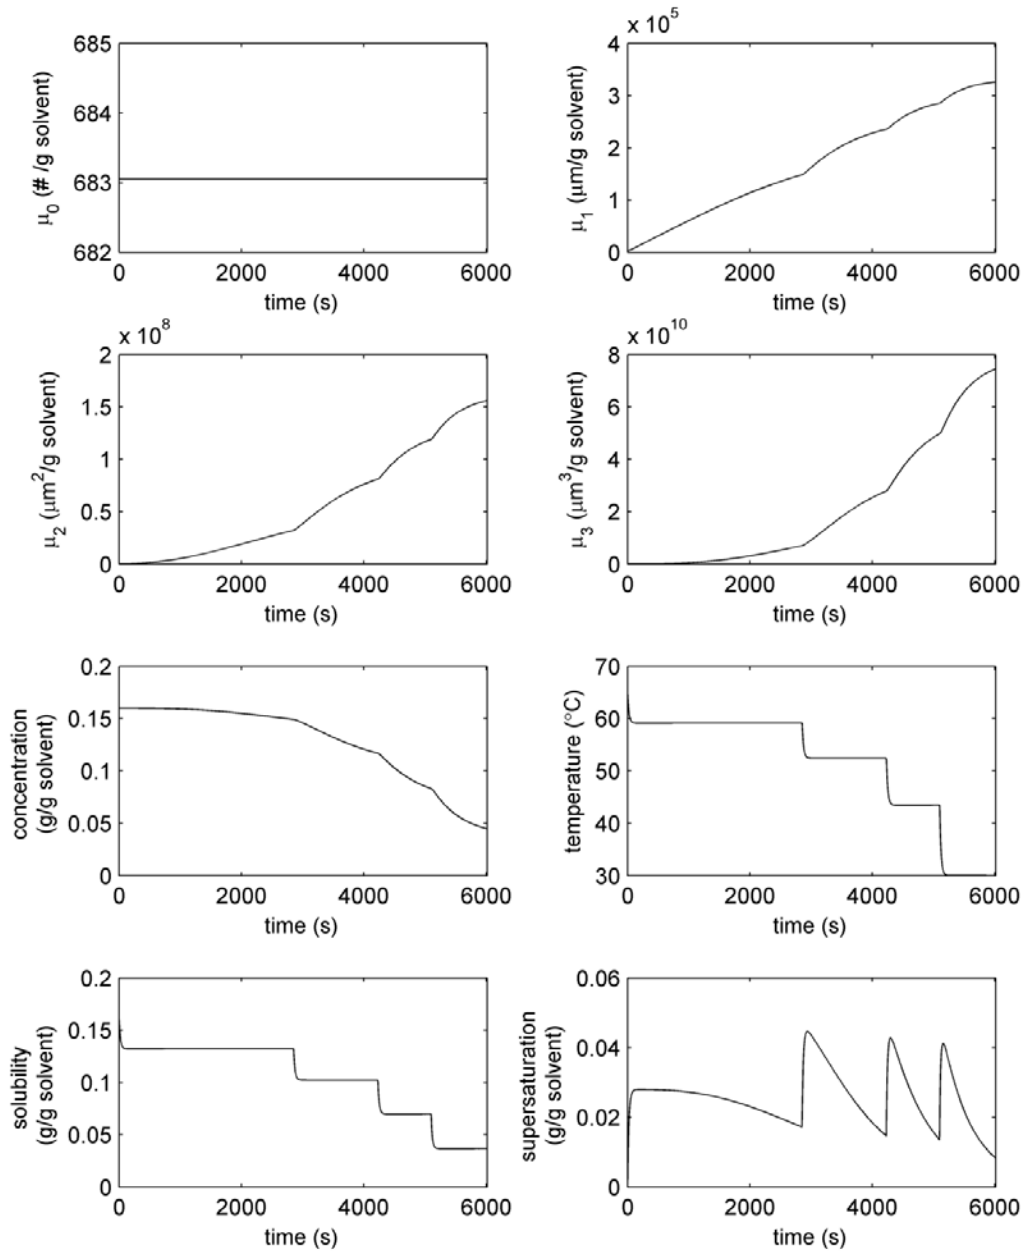 685
684
683
682
μ0 (# /g solvent)
0 2000 4000 6000
time (s)
x 10^5
4
3
2
1
0
μ1 (μm/g solvent)
0 2000 4000 6000
time (s)
x 10^8
2
1.5
1
0.5
0
μ2 (μm^2/g solvent)
0 2000 4000 6000
time (s)
x 10^10
8
6
4
2
0
μ3 (μm^3/g solvent)
0 2000 4000 6000
time (s)
0.2
0.15
0.1
0.05
0
concentration
(g/g solvent)
0 2000 4000 6000
time (s)
70
60
50
40
30
temperature (°C)
0 2000 4000 6000
time (s)
0.2
0.15
0.1
0.05
0
solubility
(g/g solvent)
0 2000 4000 6000
time (s)
0.06
0.04
0.02
0
supersaturation
(g/g solvent)
0 2000 4000 6000
time (s)